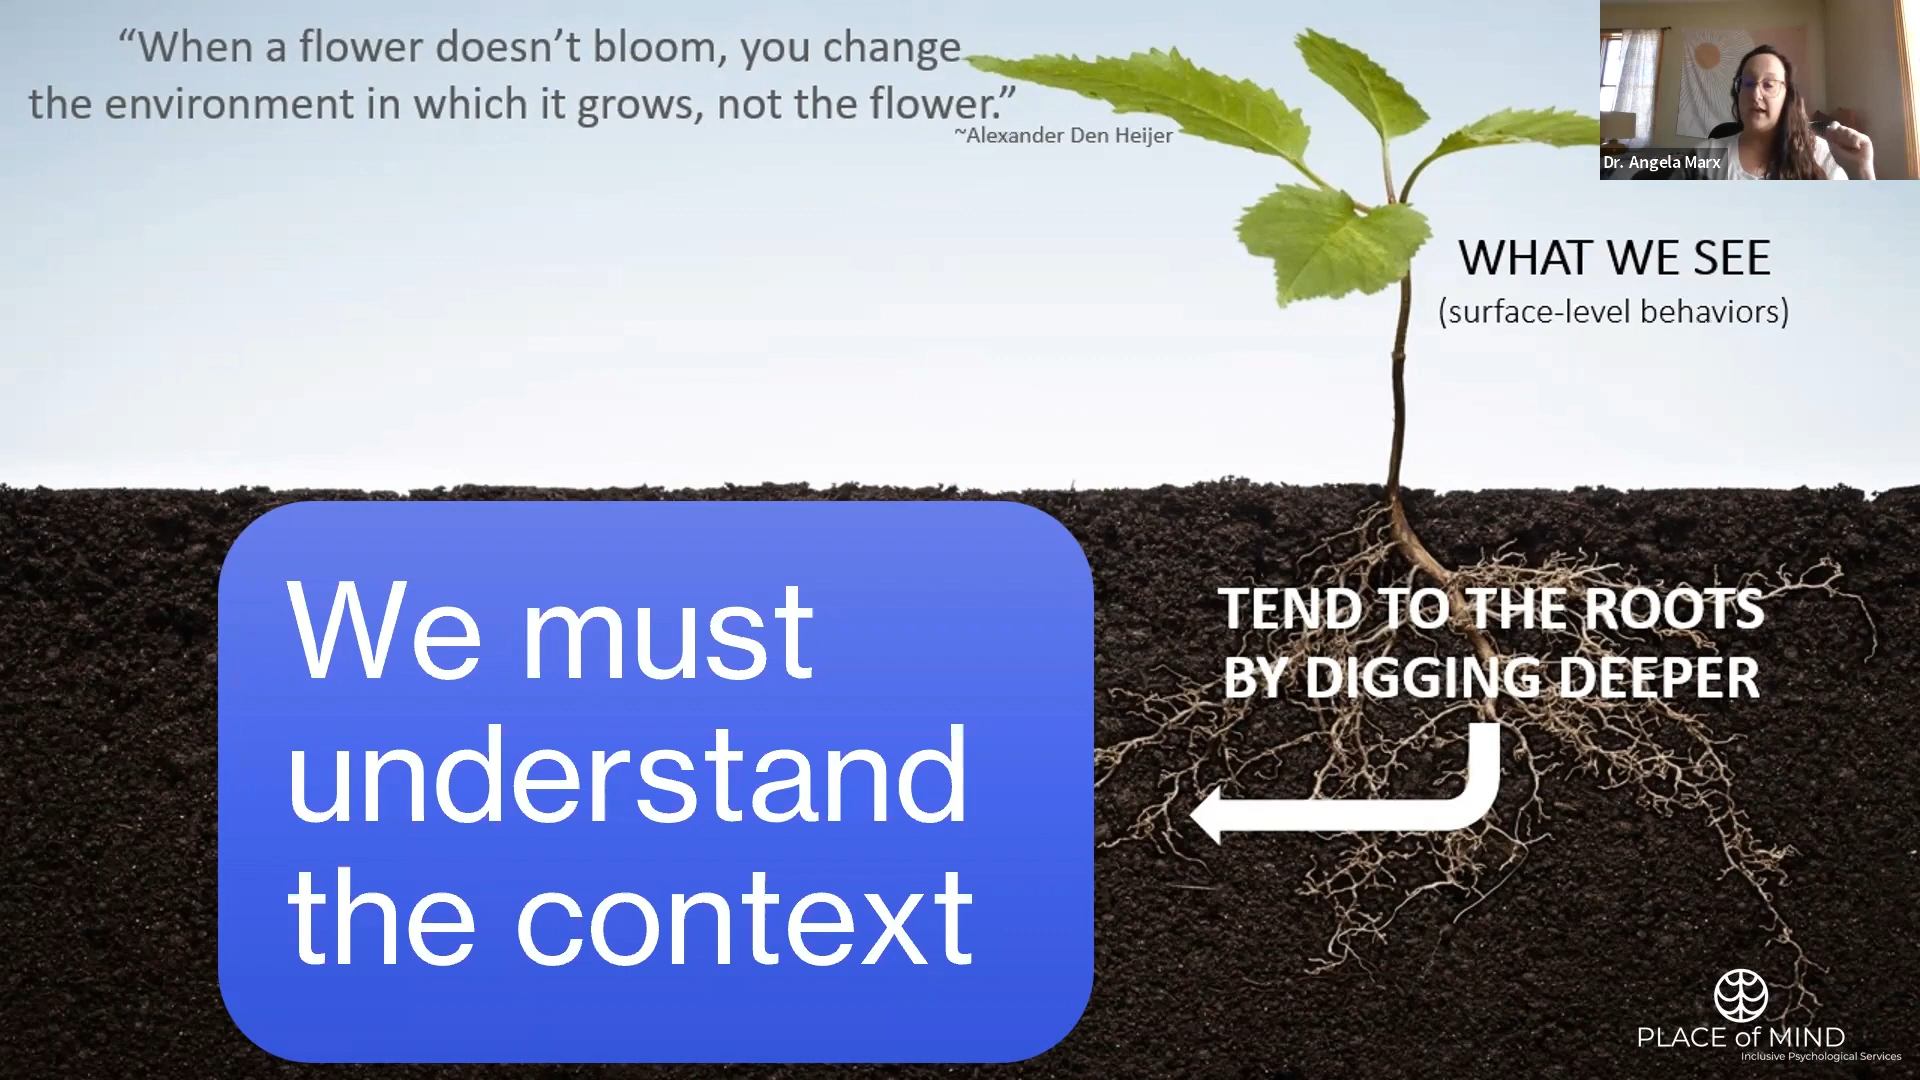 “When a flower doesn’t bloom, you change
the environment in which it grows, not the flower.”
~Alexander Den Heijer
Dr. Angela Marx
WHAT WE SEE
(surface-level behaviors)
We must
understand
the context
TEND TO THE ROOTS
BY DIGGING DEEPER
PLACE of MIND
Inclusive Psychological Services